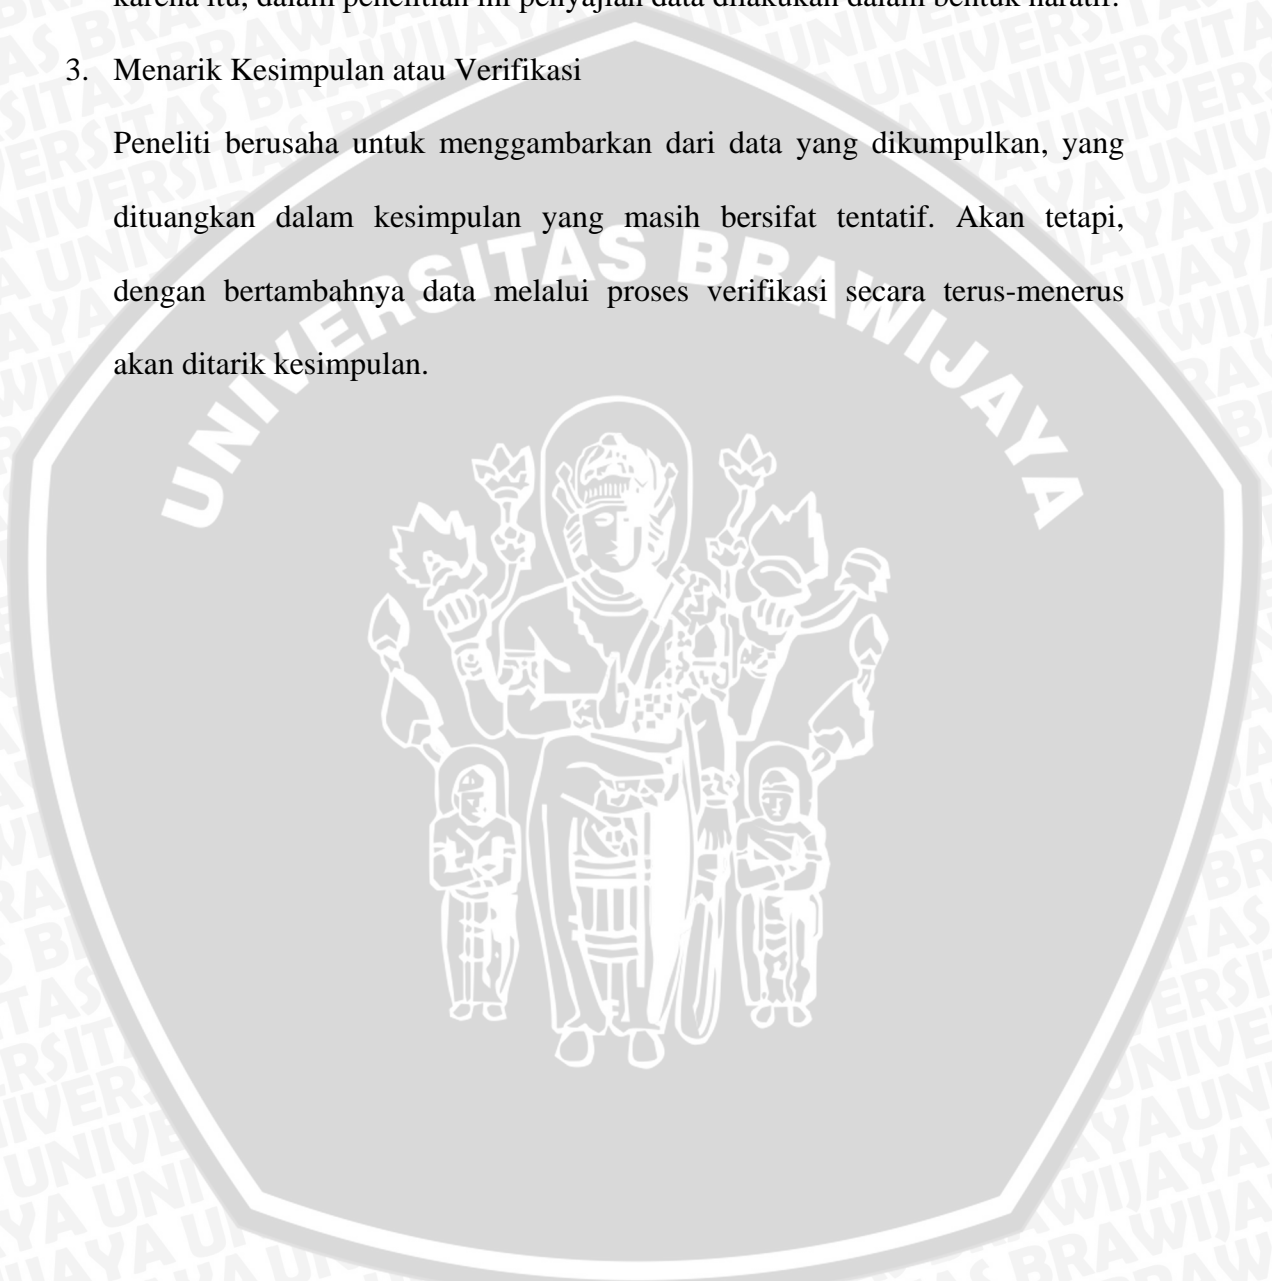 karena itu, dalam penelitian ini penyajian data dilakukan dalam bentuk naratif.
3. Menarik Kesimpulan atau Verifikasi
Peneliti berusaha untuk menggambarkan dari data yang dikumpulkan, yang
dituangkan dalam kesimpulan yang masih bersifat tentatif. Akan tetapi,
dengan bertambahnya data melalui proses verifikasi secara terus-menerus
akan ditarik kesimpulan.
UNIVERSITAS BRAWIJAYA